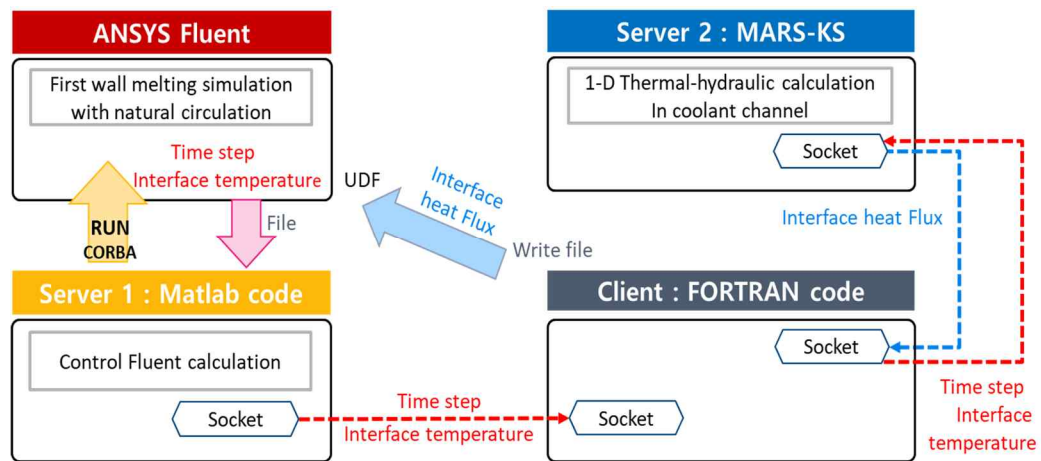 ANSYS Fluent
First wall melting simulation
with natural circulation
Time step
Interface temperature
UDF
RUN
CORBA
File
Interface
heat Flux
Write file
Server 2 : MARS-KS
1-D Thermal-hydraulic calculation
In coolant channel
Socket
Interface heat Flux
Server 1 : Matlab code
Control Fluent calculation
Socket
Time step
Interface temperature
Client : FORTRAN code
Socket
Socket
Time step
Interface
temperature